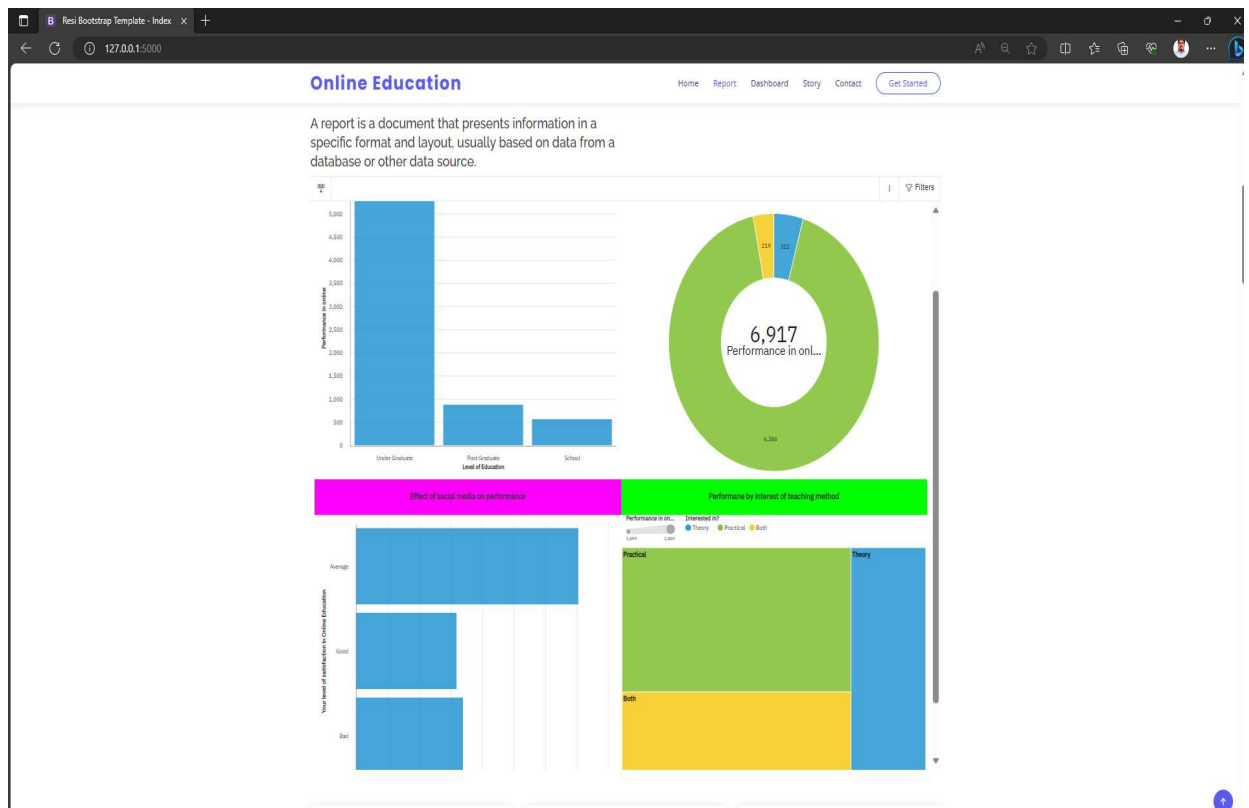 Resi Bootstrap Template - Index
127.0.0.1:5000
Online Education
Home Report Dashboard Story Contact Get Started
A report is a document that presents information in a
specific format and layout, usually based on data from a
database or other data source.
Filters
5,000
4,500
4,000
3,500
3,000
2,500
2,000
1,500
1,000
500
0
Performance in online
Under Graduate Post Graduate School
Level of Education
219 312
6,917
Performance in onl...
6,386
Effect of social media on performance
Performane by interest of teaching method
Average
Good
Bad
Your level of satisfaction in Online Education
Performance in on... Interested in?
Theory Practical Both
Practical
Theory
Both